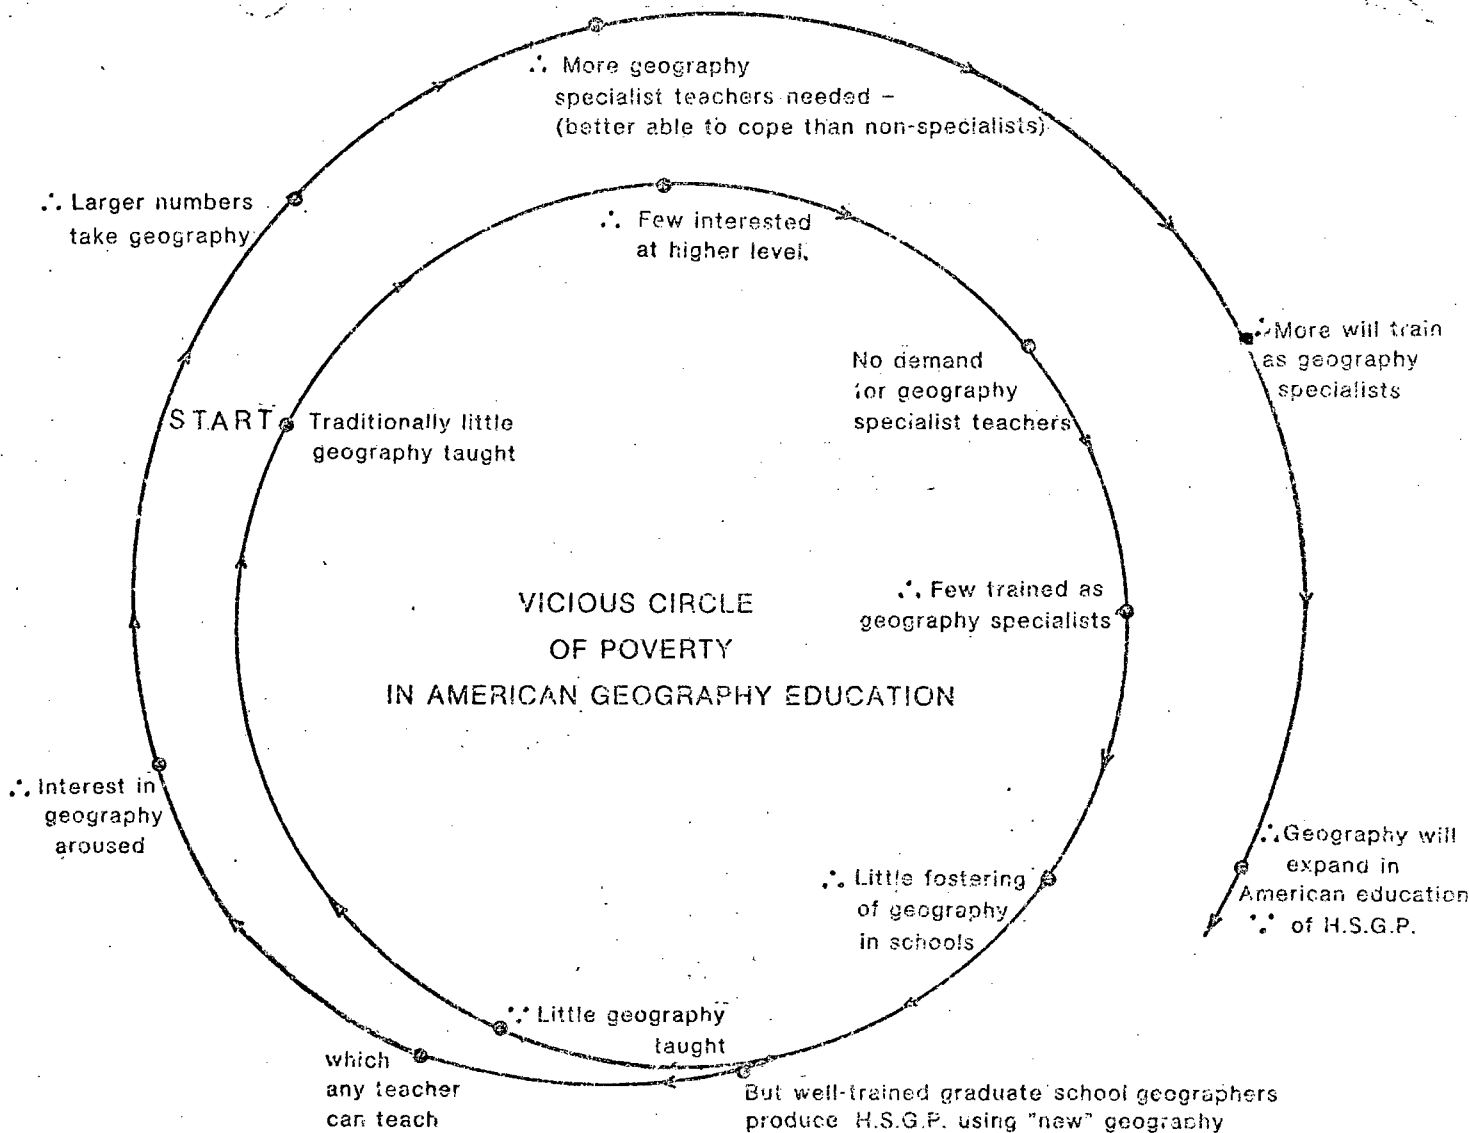 ∴ More geography
specialist teachers needed –
(better able to cope than non-specialists)
∴ Larger numbers
take geography
∴ Few interested
at higher level.
∴ More will train
as geography
specialists
No demand
for geography
specialist teachers
START
Traditionally little
geography taught
∴ Few trained as
geography specialists
VICIOUS CIRCLE
OF POVERTY
IN AMERICAN GEOGRAPHY EDUCATION
∴ Interest in
geography
aroused
∴ Little fostering
of geography
in schools
∴ Geography will
expand in
American education
∵ of H.S.G.P.
∵ Little geography
taught
which
any teacher
can teach
But well-trained graduate school geographers
produce H.S.G.P. using "new" geography